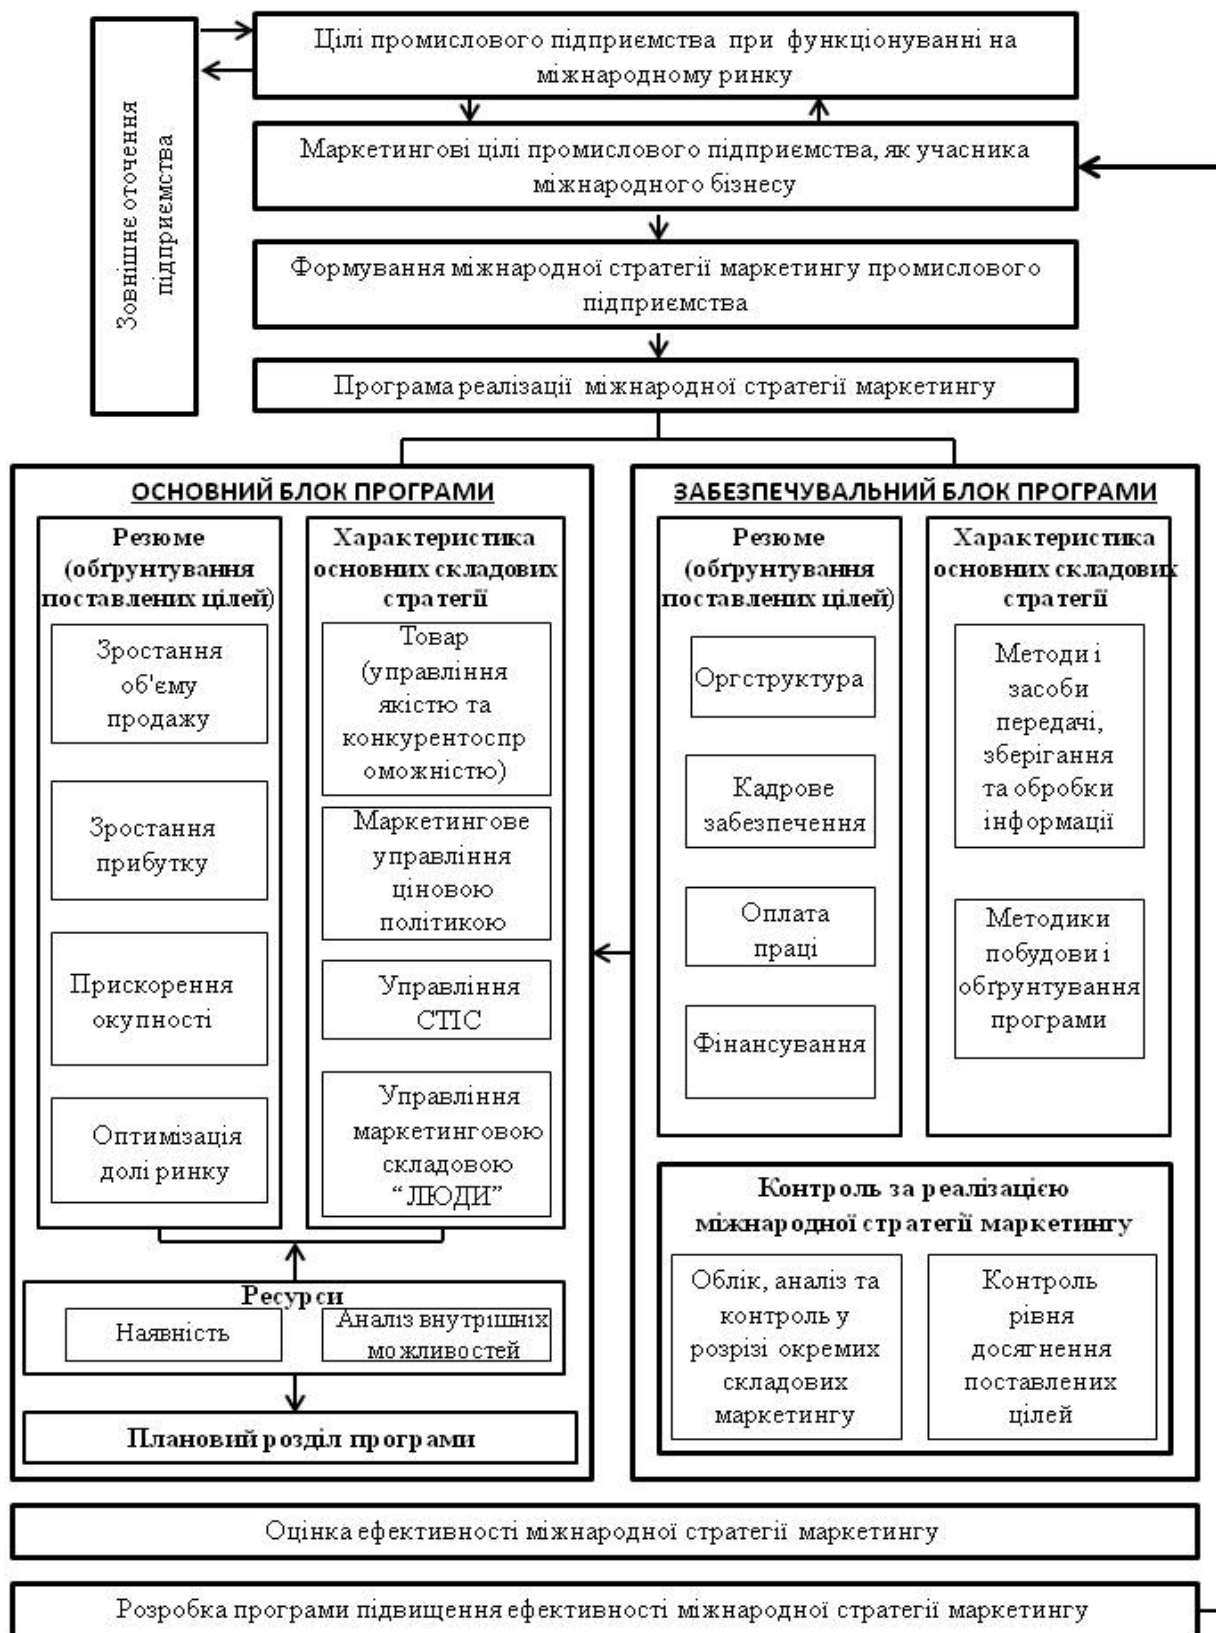 Зовнішнє оточення
підприємства
Цілі промислового підприємства при функціонуванні на
міжнародному ринку
Маркетингові цілі промислового підприємства, як учасника
міжнародного бізнесу
Формування міжнародної стратегії маркетингу промислового
підприємства
Програма реалізації міжнародної стратегії маркетингу
ОСНОВНИЙ БЛОК ПРОГРАМИ
Резюме
(обґрунтування
поставлених цілей)
Зростання
об'єму
продажу
Зростання
прибутку
Прискорення
окупності
Оптимізація
долі ринку
Характеристика
основних складових
стратегії
Товар
(управління
якістю та
конкурентоспр
оможністю)
Маркетингове
управління
ціновою
політикою
Управління
СТІС
Управління
маркетинговою
складовою
“ЛЮДИ”
Ресурси
Наявність
Аналіз внутрішніх
можливостей
Плановий розділ програми
ЗАБЕЗПЕЧУВАЛЬНИЙ БЛОК ПРОГРАМИ
Резюме
(обґрунтування
поставлених цілей)
Оргструктура
Кадрове
забезпечення
Оплата
праці
Фінансування
Характеристика
основних складових
стратегії
Методи і
засоби
передачі,
зберігання
та обробки
інформації
Методики
побудови і
обґрунтування
програми
Контроль за реалізацією
міжнародної стратегії маркетингу
Облік, аналіз та
контроль у
розрізі окремих
складових
маркетингу
Контроль
рівня
досягнення
поставлених
цілей
Оцінка ефективності міжнародної стратегії маркетингу
Розробка програми підвищення ефективності міжнародної стратегії маркетингу